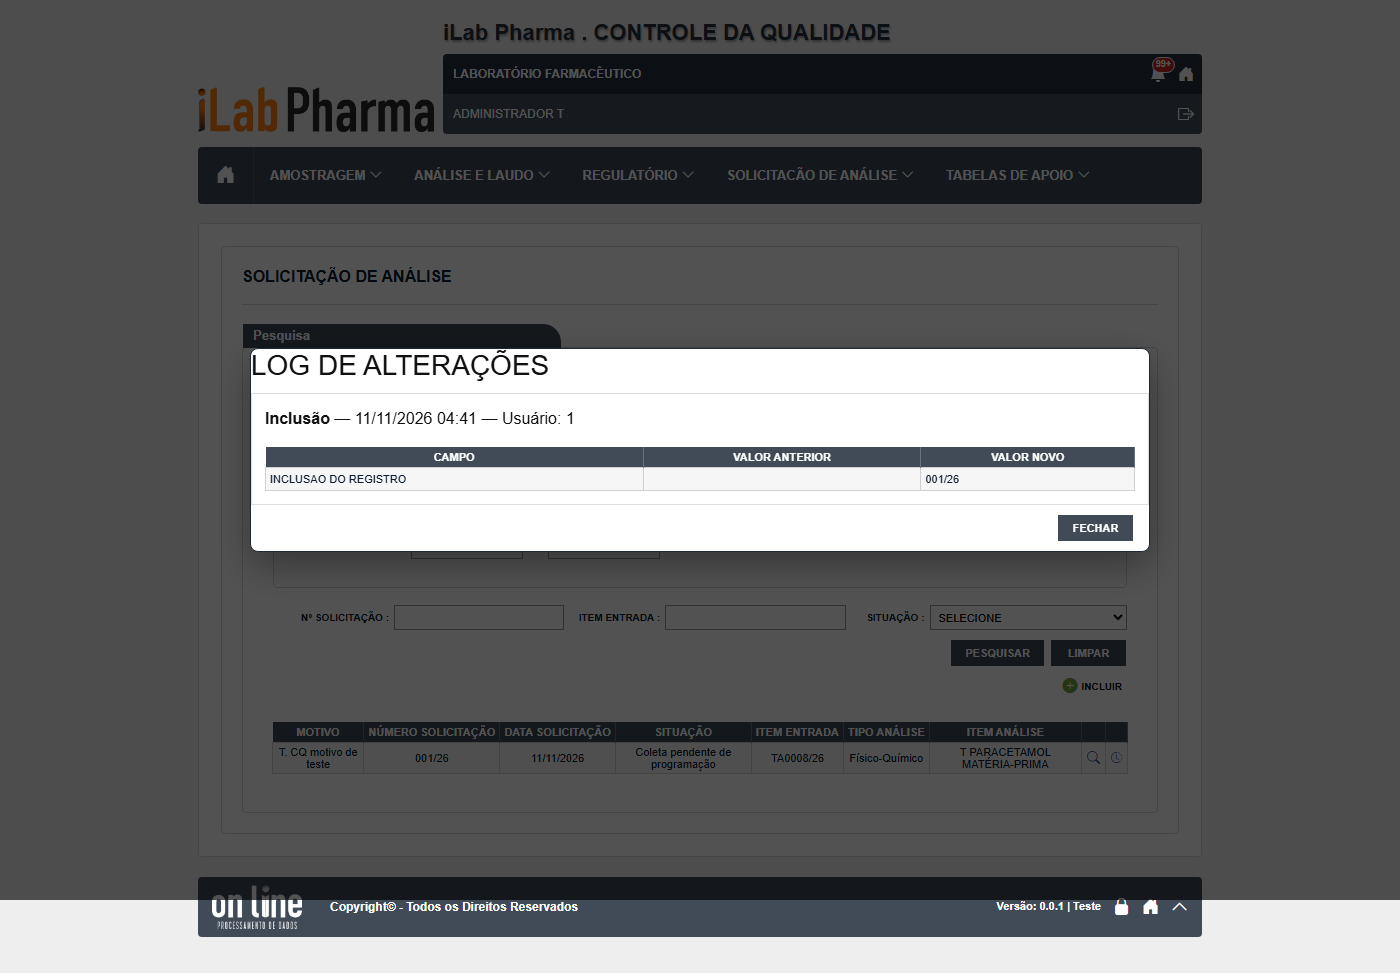 iLab Pharma . CONTROLE DA QUALIDADE
iLab Pharma
LABORATÓRIO FARMACÊUTICO
99+
ADMINISTRADOR T
AMOSTRAGEM ANÁLISE E LAUDO REGULATÓRIO SOLICITACÃO DE ANÁLISE TABELAS DE APOIO
SOLICITAÇÃO DE ANÁLISE
Pesquisa
LOG DE ALTERAÇÕES
Inclusão — 11/11/2026 04:41 — Usuário: 1
CAMPO VALOR ANTERIOR VALOR NOVO
INCLUSAO DO REGISTRO 001/26
FECHAR
Nº SOLICITAÇÃO : ITEM ENTRADA : SITUAÇÃO : SELECIONE
PESQUISAR LIMPAR
INCLUIR
MOTIVO NÚMERO SOLICITAÇÃO DATA SOLICITAÇÃO SITUAÇÃO ITEM ENTRADA TIPO ANÁLISE ITEM ANÁLISE
T. CQ motivo de teste 001/26 11/11/2026 Coleta pendente de programação TA0008/26 Físico-Químico T PARACETAMOL MATÉRIA-PRIMA
on line
PROCESSAMENTO DE DADOS
Copyright© - Todos os Direitos Reservados
Versão: 0.0.1 | Teste